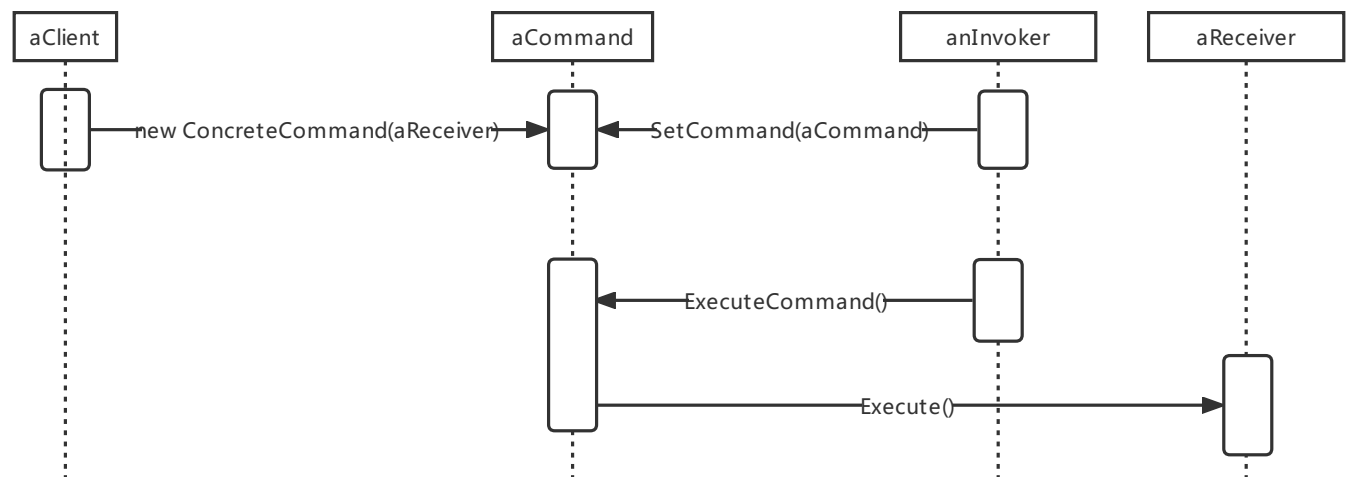 aClient
aCommand
anInvoker
aReceiver
new ConcreteCommand(aReceiver)
SetCommand(aCommand)
ExecuteCommand()
Execute()